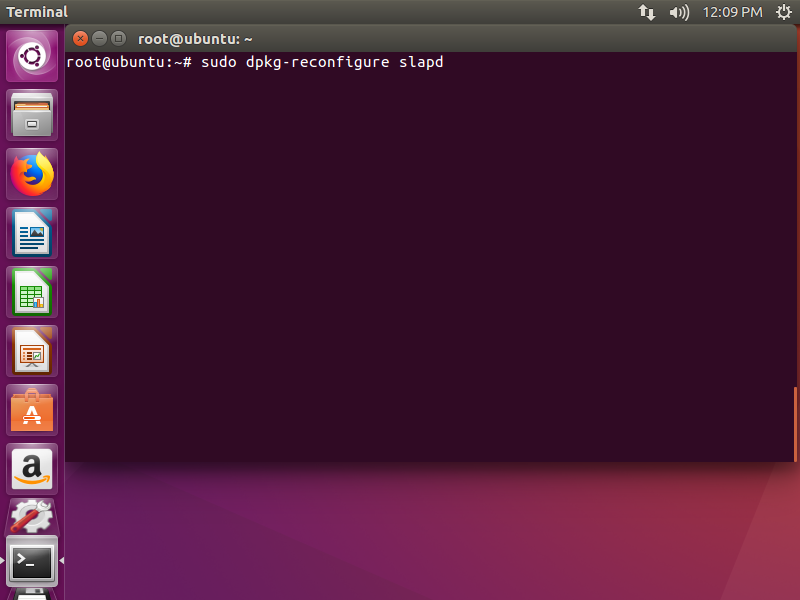 Terminal
12:09 PM
root@ubuntu: ~
root@ubuntu:~# sudo dpkg-reconfigure slapd